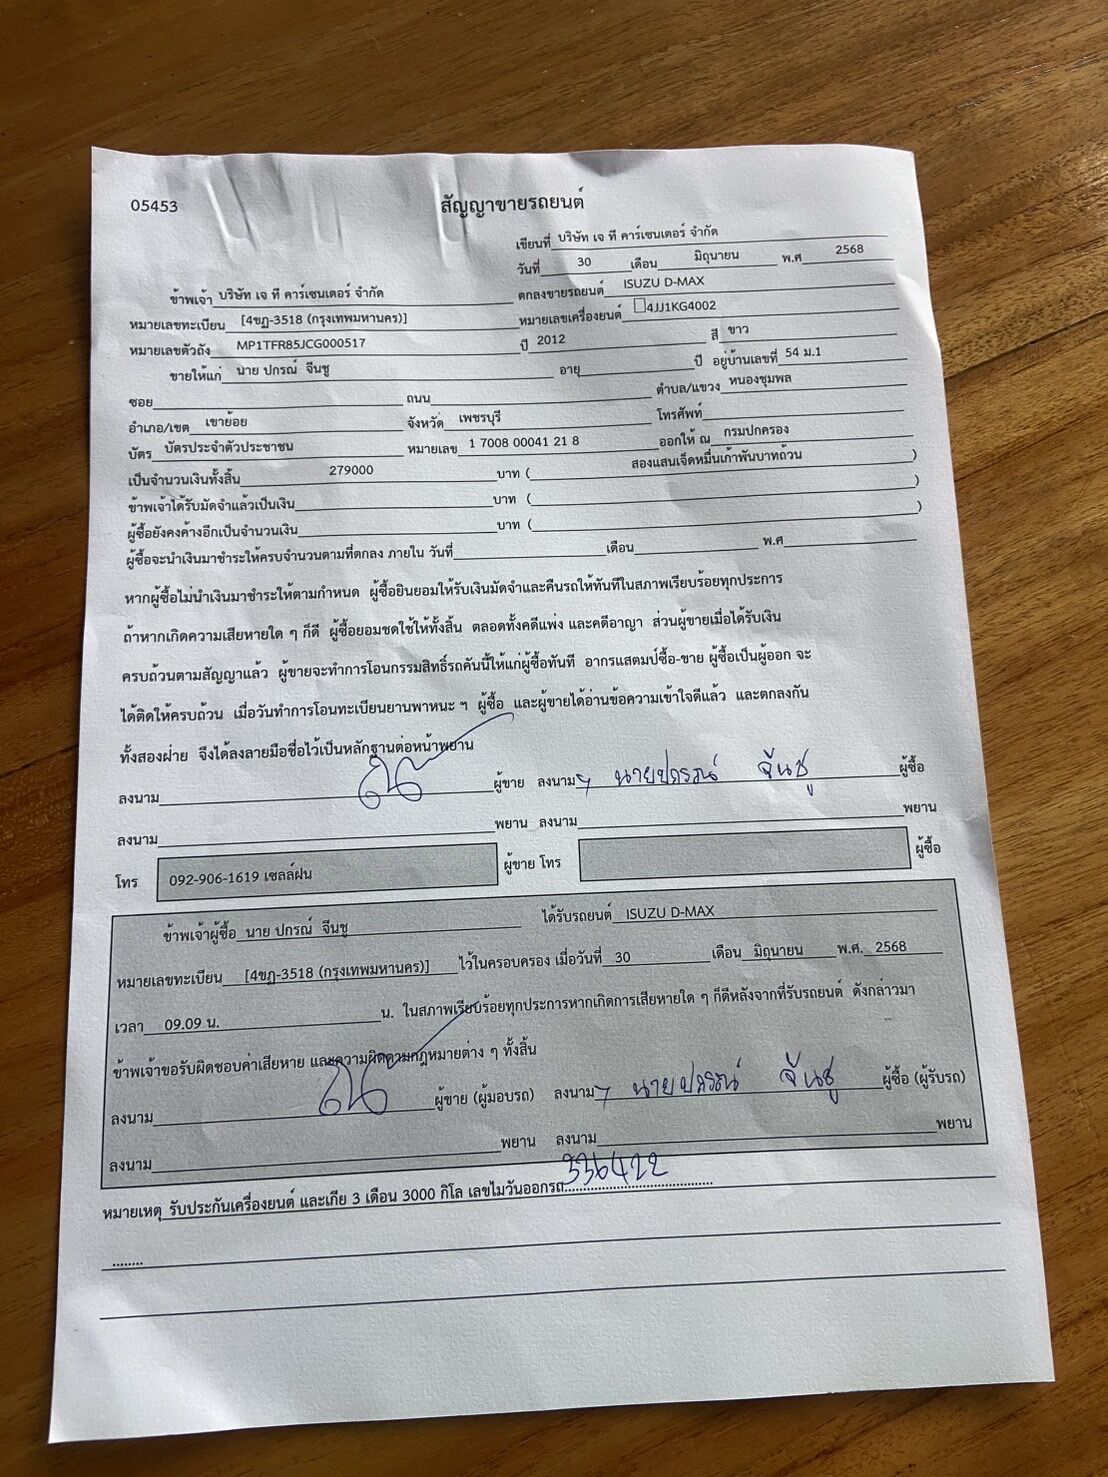 05453
สัญญาขายรถยนต์
เขียนที่ บริษัท เจ ที คาร์เซนเตอร์ จำกัด
วันที่ 30 เดือน มิถุนายน พ.ศ 2568
ข้าพเจ้า บริษัท เจ ที คาร์เซนเตอร์ จำกัด ตกลงขายรถยนต์ ISUZU D-MAX
หมายเลขทะเบียน [4ขฎ-3518 (กรุงเทพมหานคร)] หมายเลขเครื่องยนต์ 4JJ1KG4002
หมายเลขตัวถัง MP1TFR85JCG000517 ปี 2012 สี ขาว
ขายให้แก่ นาย ปกรณ์ จีนชู อายุ ปี อยู่บ้านเลขที่ 54 ม.1
ซอย ถนน ตำบล/แขวง หนองชุมพล
อำเภอ/เขต เขาย้อย จังหวัด เพชรบุรี โทรศัพท์
บัตร บัตรประจำตัวประชาชน หมายเลข 1 7008 00041 21 8 ออกให้ ณ กรมปกครอง
เป็นจำนวนเงินทั้งสิ้น 279000 บาท ( สองแสนเจ็ดหมื่นเก้าพันบาทถ้วน )
ข้าพเจ้าได้รับมัดจำแล้วเป็นเงิน บาท ( )
ผู้ซื้อยังคงค้างอีกเป็นจำนวนเงิน บาท ( )
ผู้ซื้อจะนำเงินมาชำระให้ครบจำนวนตามที่ตกลง ภายใน วันที่ เดือน พ.ศ
หากผู้ซื้อไม่นำเงินมาชำระให้ตามกำหนด ผู้ซื้อยินยอมให้รับเงินมัดจำและคืนรถให้ทันทีในสภาพเรียบร้อยทุกประการ
ถ้าหากเกิดความเสียหายใด ๆ ก็ดี ผู้ซื้อยอมชดใช้ให้ทั้งสิ้น ตลอดทั้งคดีแพ่ง และคดีอาญา ส่วนผู้ขายเมื่อได้รับเงิน
ครบถ้วนตามสัญญาแล้ว ผู้ขายจะทำการโอนกรรมสิทธิ์รถคันนี้ให้แก่ผู้ซื้อทันที อากรแสตมป์ซื้อ-ขาย ผู้ซื้อเป็นผู้ออก จะ
ได้ติดให้ครบถ้วน เมื่อวันทำการโอนทะเบียนยานพาหนะ ฯ ผู้ซื้อ และผู้ขายได้อ่านข้อความเข้าใจดีแล้ว และตกลงกัน
ทั้งสองฝ่าย จึงได้ลงลายมือชื่อไว้เป็นหลักฐานต่อหน้าพยาน
ลงนาม ผู้ขาย ลงนาม นายปกรณ์ จีนชู ผู้ซื้อ
ลงนาม พยาน ลงนาม พยาน
โทร 092-906-1619 เซลล์ฝน ผู้ขาย โทร ผู้ซื้อ
ข้าพเจ้าผู้ซื้อ นาย ปกรณ์ จีนชู ได้รับรถยนต์ ISUZU D-MAX
หมายเลขทะเบียน [4ขฎ-3518 (กรุงเทพมหานคร)] ไว้ในครอบครอง เมื่อวันที่ 30 เดือน มิถุนายน พ.ศ. 2568
เวลา 09.09 น. น. ในสภาพเรียบร้อยทุกประการหากเกิดการเสียหายใด ๆ ก็ดีหลังจากที่รับรถยนต์ ดังกล่าวมา
ข้าพเจ้าขอรับผิดชอบค่าเสียหาย และความผิดตามกฎหมายต่าง ๆ ทั้งสิ้น
ลงนาม ผู้ขาย (ผู้มอบรถ) ลงนาม นายปกรณ์ จีนชู ผู้ซื้อ (ผู้รับรถ)
ลงนาม พยาน ลงนาม พยาน
หมายเหตุ รับประกันเครื่องยนต์ และเกีย 3 เดือน 3000 กิโล เลขไมวันออกรถ 336422